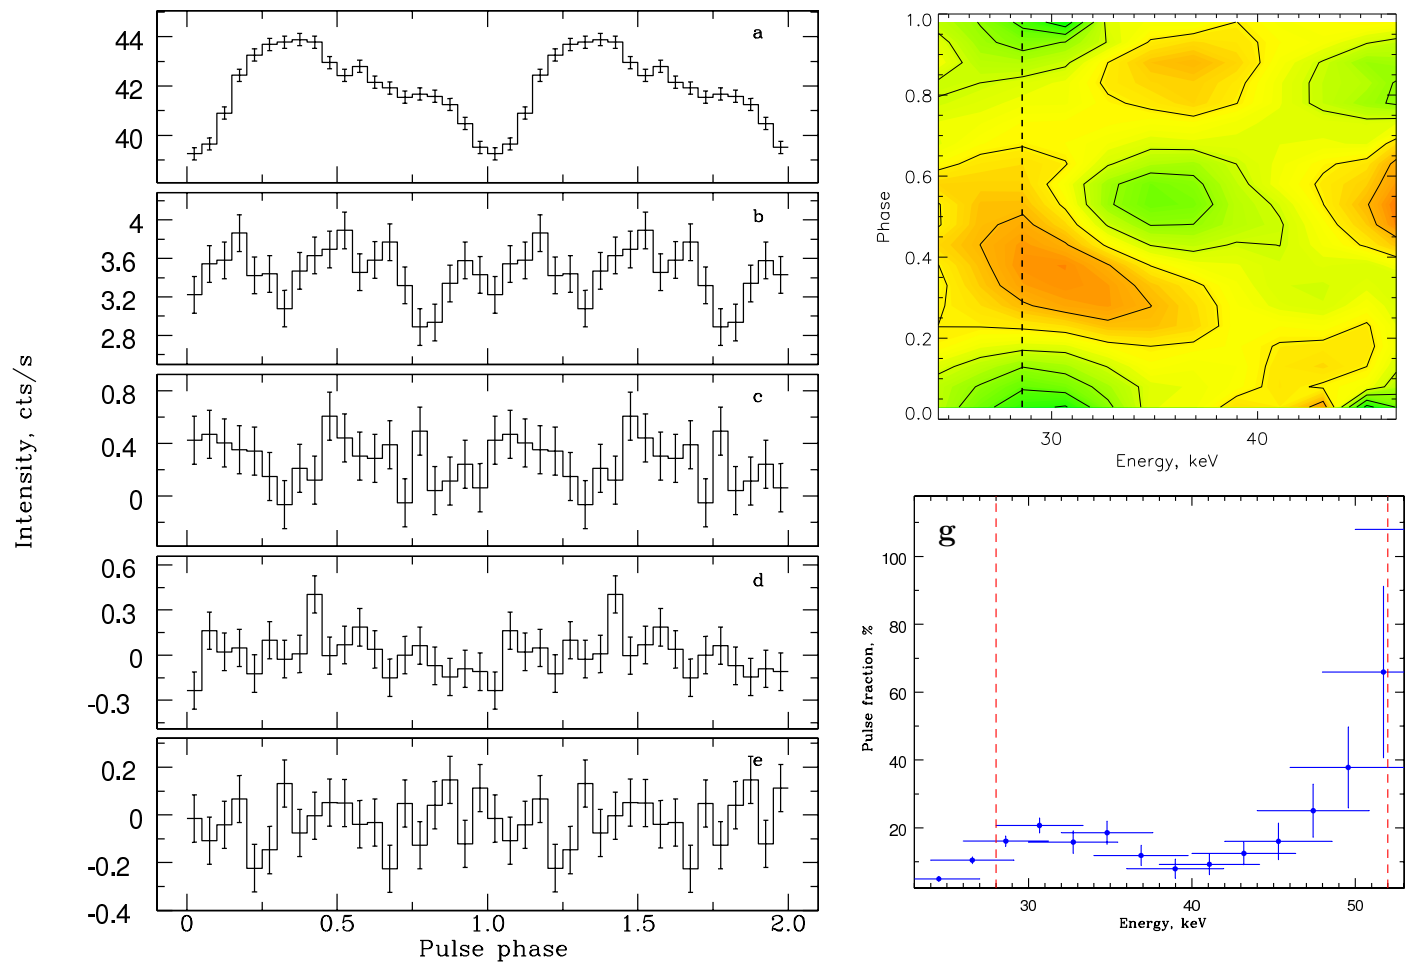 Intensity, cts/s
44
42
40
a
4
3.6
3.2
2.8
b
0.8
0.4
0
c
0.6
0.3
0
-0.3
d
0.2
0
-0.2
-0.4
e
0 0.5 1.0 1.5 2.0
Pulse phase
1.0
0.8
0.6
0.4
0.2
0.0
Phase
30 40
Energy, keV
g
100
80
60
40
20
Pulse fraction, %
30 40 50
Energy, keV